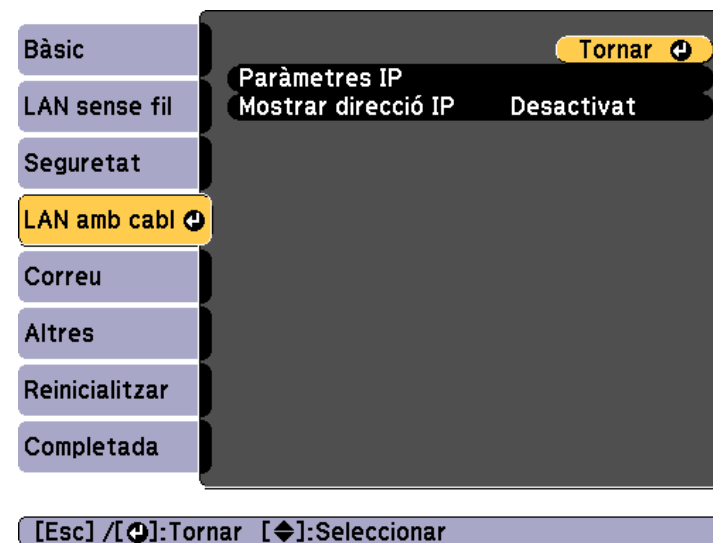 Bàsic
LAN sense fil
Seguretat
LAN amb cabl
Correu
Altres
Reinicialitzar
Completada
Tornar
Paràmetres IP
Mostrar direcció IP Desactivat
[Esc] /[]:Tornar []:Seleccionar